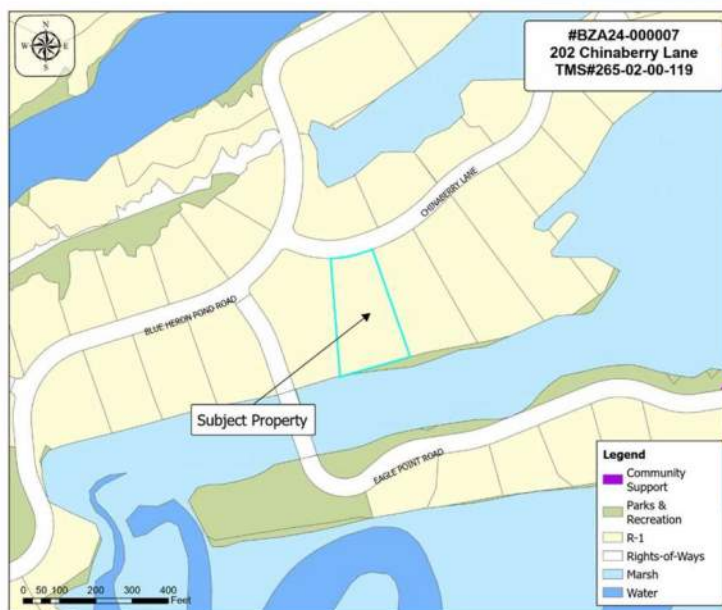 #BZA24-000007
202 Chinaberry Lane
TMS#265-02-00-119
N
W
E
S
CHINABERRY LANE
BLUE HERON POND ROAD
Subject Property
EAGLE POINT ROAD
Legend
Community
Support
Parks &
Recreation
R-1
Rights-of-Ways
Marsh
Water
0 50 100 200 300 400
Feet